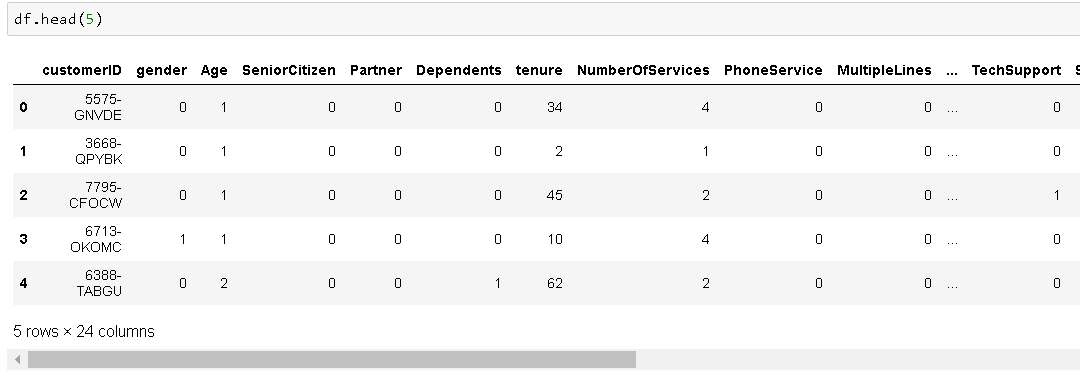 df.head(5)
customerID gender Age SeniorCitizen Partner Dependents tenure NumberOfServices PhoneService MultipleLines ... TechSupport S
0 5575-GNVDE 0 1 0 0 0 34 4 0 0 ... 0
1 3668-QPYBK 0 1 0 0 0 2 1 0 0 ... 0
2 7795-CFOCW 0 1 0 0 0 45 2 0 0 ... 1
3 6713-OKOMC 1 1 0 0 0 10 4 0 0 ... 0
4 6388-TABGU 0 2 0 0 1 62 2 0 0 ... 0
5 rows × 24 columns